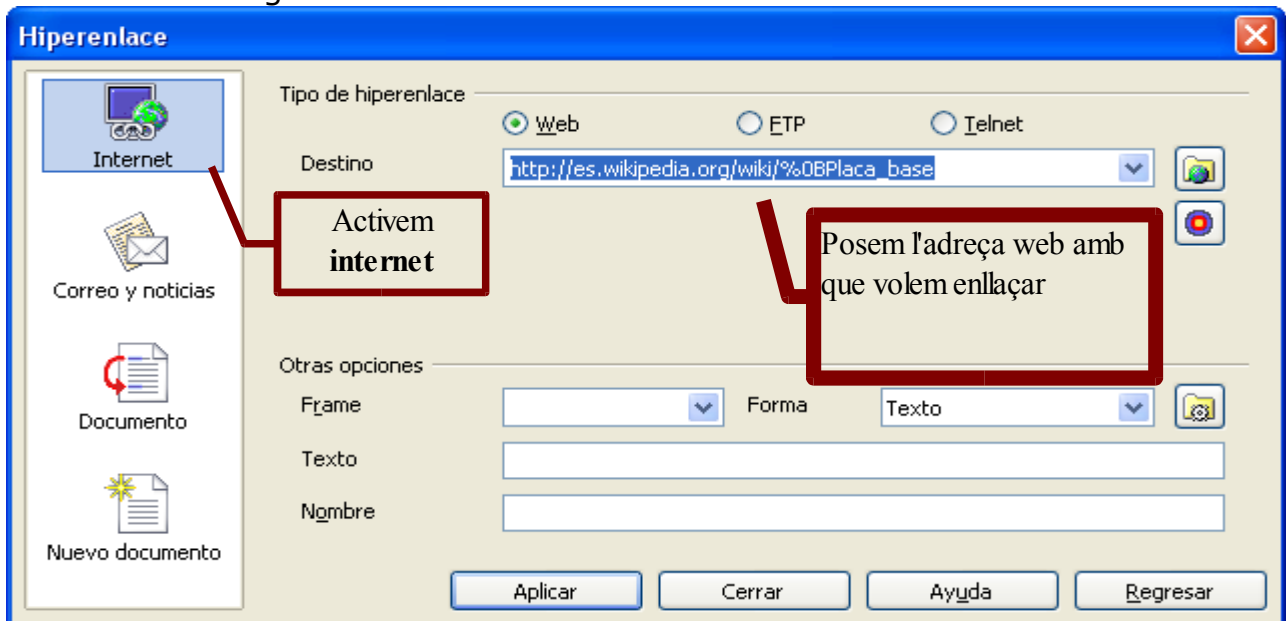 Hiperenlace
Internet
Correo y noticias
Documento
Nuevo documento
Tipo de hiperenlace
Web FTP Telnet
Destino http://es.wikipedia.org/wiki/%0BPlaca_base
Activem
internet
Posem l'adreça web amb
que volem enllaçar
Otras opciones
Frame Forma Texto
Texto
Nombre
Aplicar Cerrar Ayuda Regresar